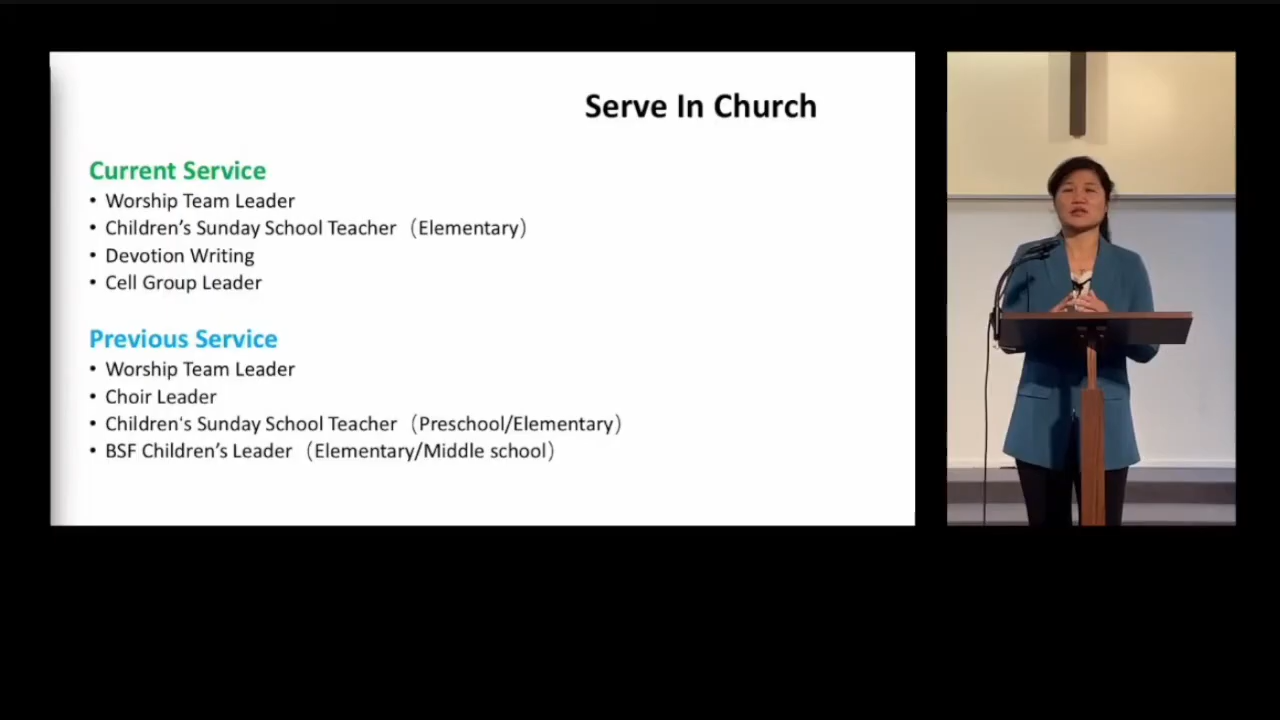 Serve In Church
Current Service
• Worship Team Leader
• Children’s Sunday School Teacher（Elementary）
• Devotion Writing
• Cell Group Leader
Previous Service
• Worship Team Leader
• Choir Leader
• Children‘s Sunday School Teacher（Preschool/Elementary）
• BSF Children’s Leader（Elementary/Middle school）